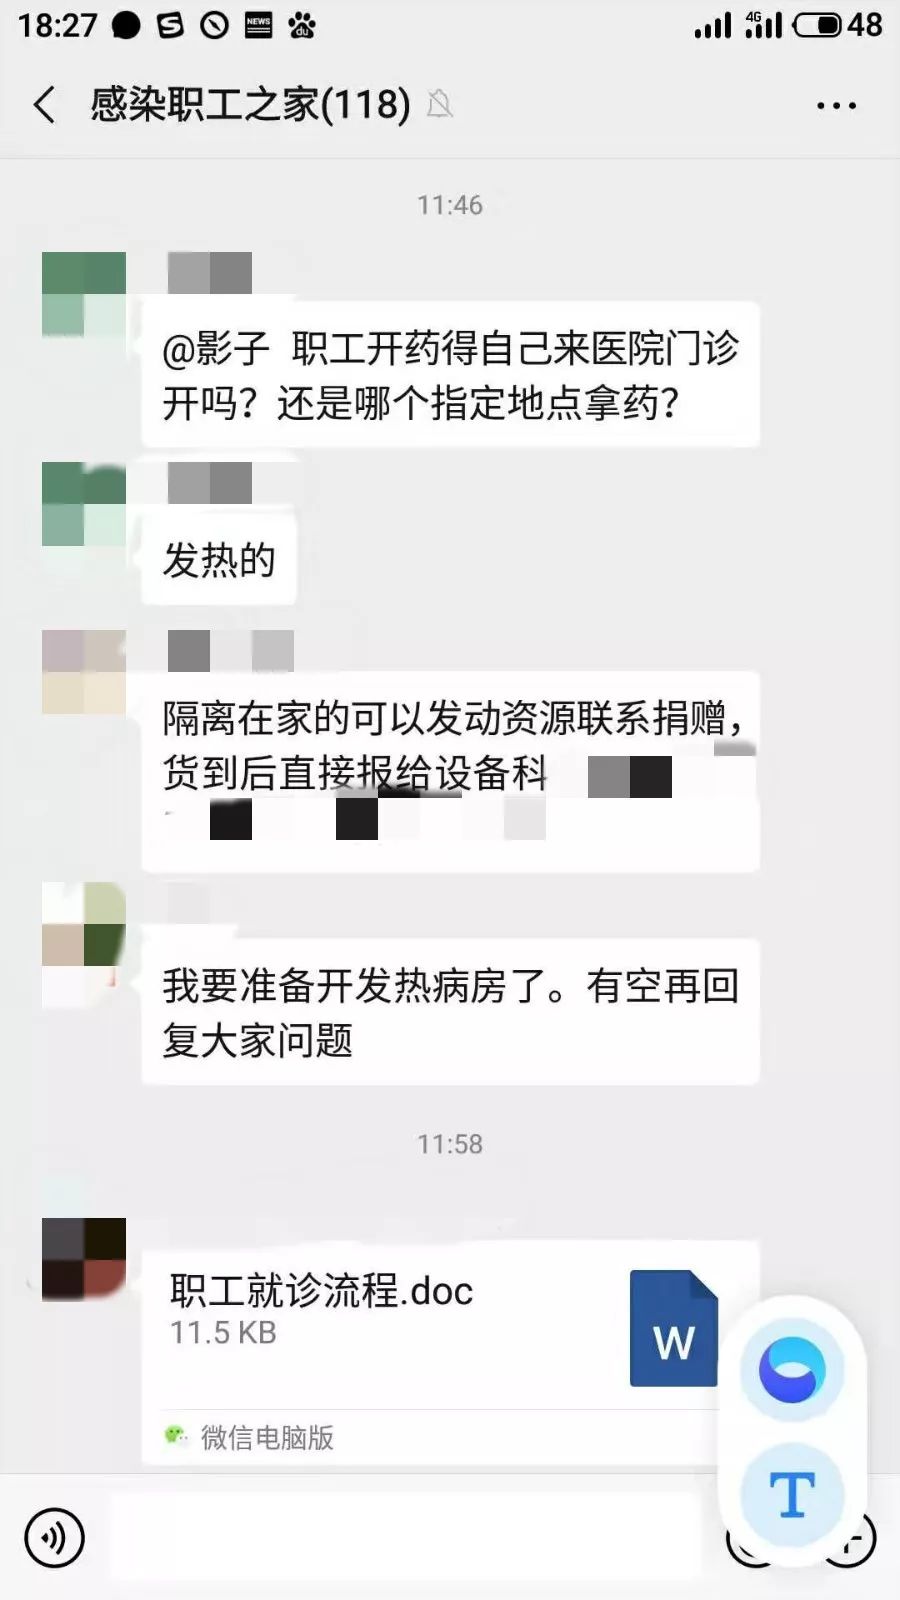 18:27
NEWS
du
4G
48
感染职工之家(118)
11:46
@影子 职工开药得自己来医院门诊
开吗？还是哪个指定地点拿药？
发热的
隔离在家的可以发动资源联系捐赠，
货到后直接报给设备科
我要准备开发热病房了。有空再回
复大家问题
11:58
职工就诊流程.doc
11.5 KB
W
微信电脑版
T